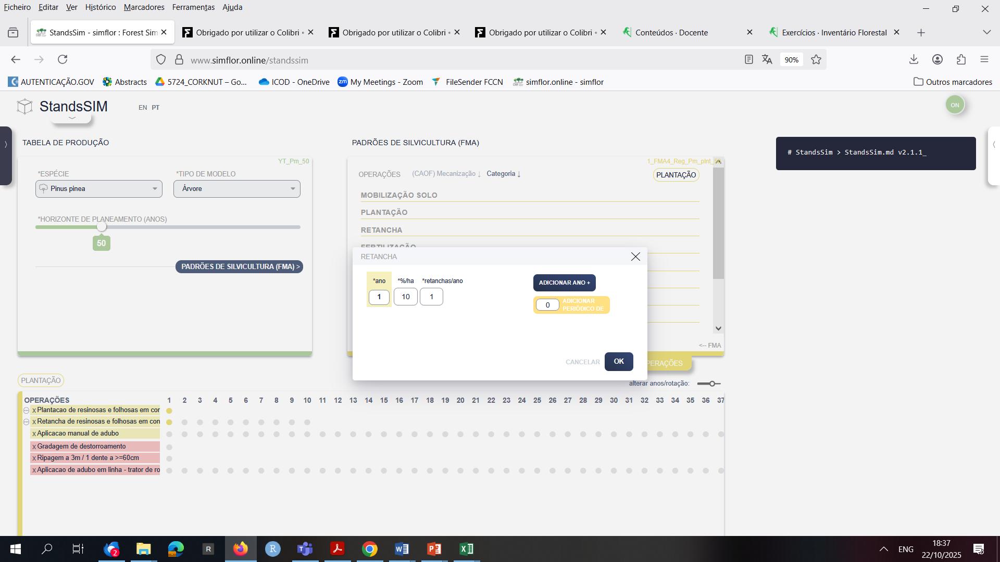 Ficheiro Editar Ver Histórico Marcadores Ferramentas Ajuda
StandsSim - simflor : Forest Sim
Obrigado por utilizar o Colibri •
Obrigado por utilizar o Colibri •
Obrigado por utilizar o Colibri •
Conteúdos · Docente
Exercícios · Inventário Florestal
www.simflor.online/standssim
90%
AUTENTICAÇÃO.GOV
Abstracts
5724_CORKNUT – Go...
ICOD - OneDrive
zm
My Meetings - Zoom
FileSender FCCN
simflor.online - simflor
Outros marcadores
StandsSIM
EN PT
ON
TABELA DE PRODUÇÃO
YT_Pm_50
*ESPÉCIE
*TIPO DE MODELO
Pinus pinea
Árvore
*HORIZONTE DE PLANEAMENTO (ANOS)
50
PADRÕES DE SILVICULTURA (FMA) >
PADRÕES DE SILVICULTURA (FMA)
1_FMA4_Reg_Pm_plnt_
OPERAÇÕES
(CAOF) Mecanização ↓
Categoria ↓
PLANTAÇÃO
MOBILIZAÇÃO SOLO
PLANTAÇÃO
RETANCHA
FERTILIZAÇÃO
<-- FMA
PERAÇÕES
# StandsSim > StandsSim.md v2.1.1_
RETANCHA
*ano *%/ha *retanchas/ano
1 10 1
ADICIONAR ANO +
0
ADICIONAR
PERIÓDICO DE
CANCELAR
OK
alterar anos/rotação:
PLANTAÇÃO
OPERAÇÕES 1 2 3 4 5 6 7 8 9 10 11 12 13 14 15 16 17 18 19 20 21 22 23 24 25 26 27 28 29 30 31 32 33 34 35 36 37
x Plantacao de resinosas e folhosas em cor
x Retancha de resinosas e folhosas em con
x Aplicacao manual de adubo
x Gradagem de destorroamento
x Ripagem a 3m / 1 dente a >=60cm
x Aplicacao de adubo em linha - trator de ro
2
R
R
ENG
18:37
22/10/2025